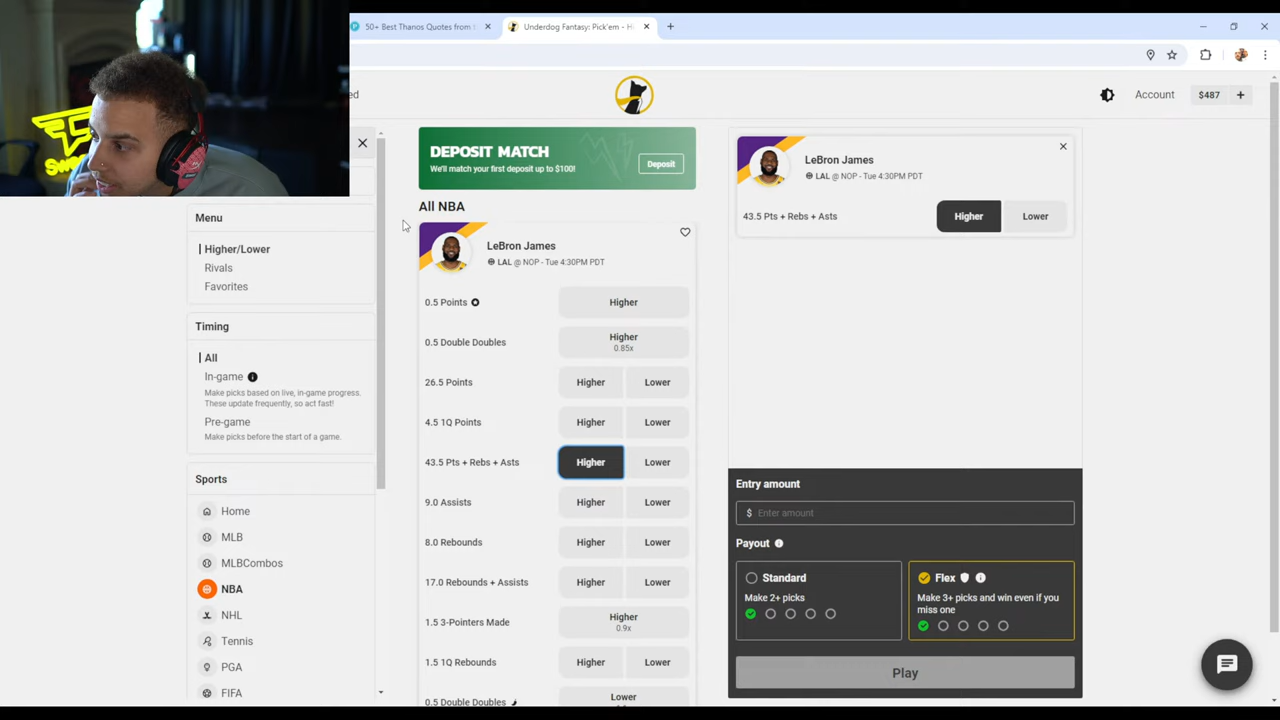 50+ Best Thanos Quotes from
Underdog Fantasy: Pick'em - H
ed
Account
$487
+
DEPOSIT MATCH
We'll match your first deposit up to $100!
Deposit
All NBA
LeBron James
LAL @ NOP - Tue 4:30PM PDT
0.5 Points
Higher
0.5 Double Doubles
Higher
0.85x
26.5 Points
Higher
Lower
4.5 1Q Points
Higher
Lower
43.5 Pts + Rebs + Asts
Higher
Lower
9.0 Assists
Higher
Lower
8.0 Rebounds
Higher
Lower
17.0 Rebounds + Assists
Higher
Lower
1.5 3-Pointers Made
Higher
0.9x
1.5 1Q Rebounds
Higher
Lower
0.5 Double Doubles
Lower
Menu
Higher/Lower
Rivals
Favorites
Timing
All
In-game
Make picks based on live, in-game progress.
These update frequently, so act fast!
Pre-game
Make picks before the start of a game.
Sports
Home
MLB
MLBCombos
NBA
NHL
Tennis
PGA
FIFA
LeBron James
LAL @ NOP - Tue 4:30PM PDT
43.5 Pts + Rebs + Asts
Higher
Lower
Entry amount
$ Enter amount
Payout
Standard
Make 2+ picks
Flex
Make 3+ picks and win even if you
miss one
Play